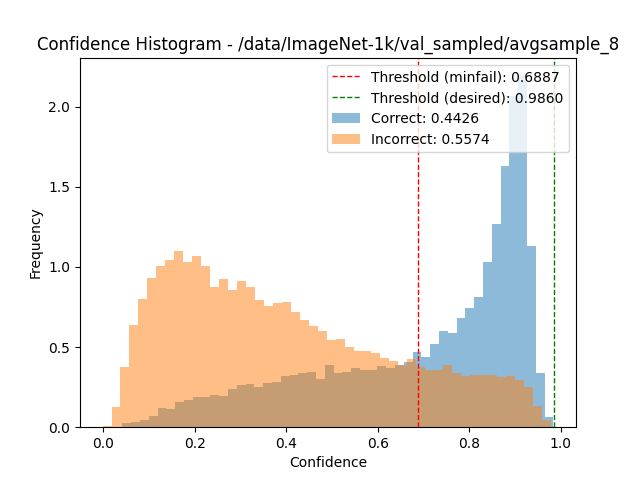 Confidence Histogram - /data/ImageNet-1k/val_sampled/avgsample_8
Threshold (minfail): 0.6887
Threshold (desired): 0.9860
Correct: 0.4426
Incorrect: 0.5574
Frequency
2.0
1.5
1.0
0.5
0.0
0.0 0.2 0.4 0.6 0.8 1.0
Confidence